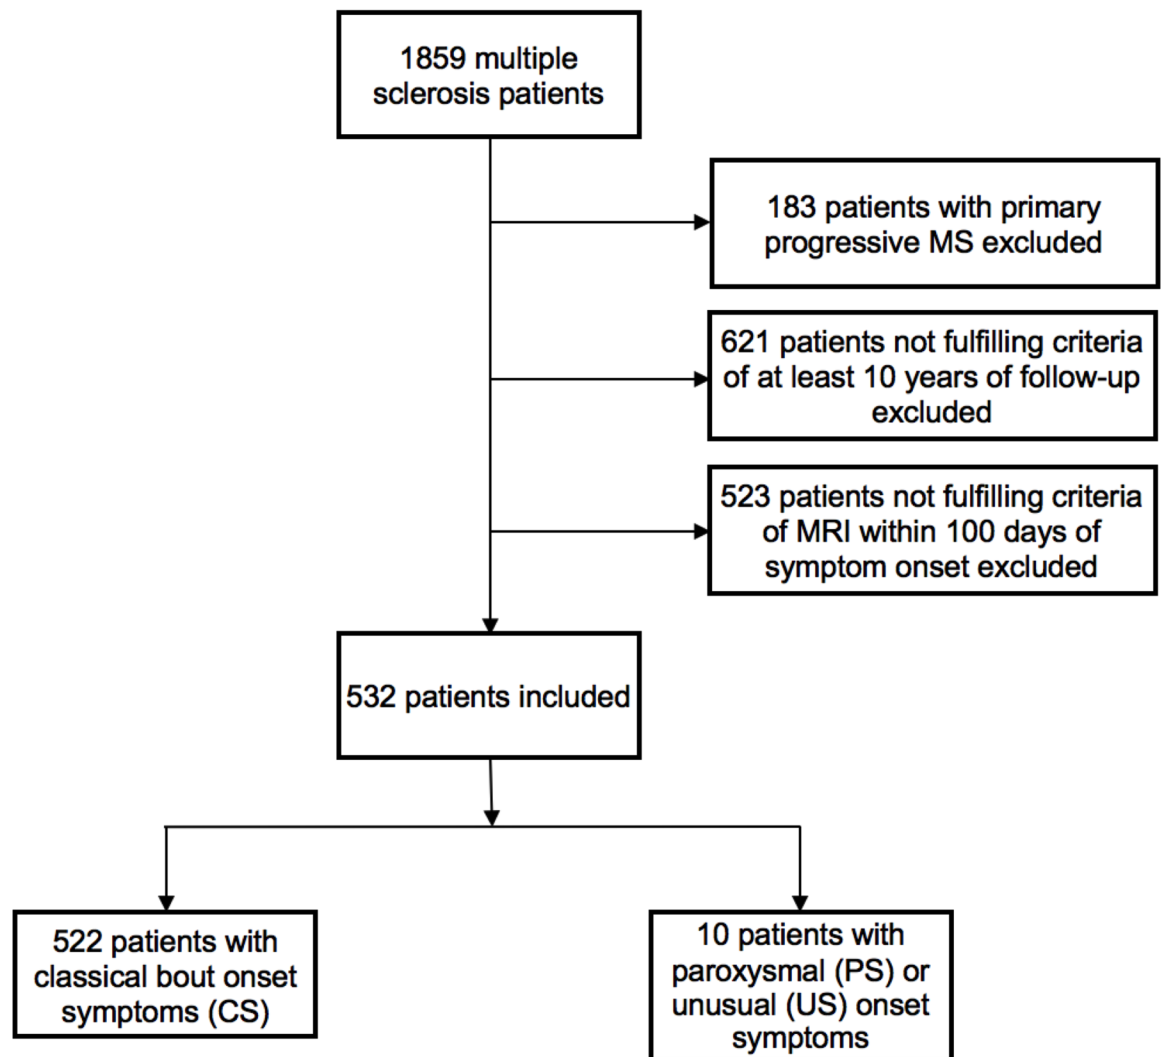 1859 multiple
sclerosis patients
183 patients with primary
progressive MS excluded
621 patients not fulfilling criteria
of at least 10 years of follow-up
excluded
523 patients not fulfilling criteria
of MRI within 100 days of
symptom onset excluded
532 patients included
522 patients with
classical bout onset
symptoms (CS)
10 patients with
paroxysmal (PS) or
unusual (US) onset
symptoms